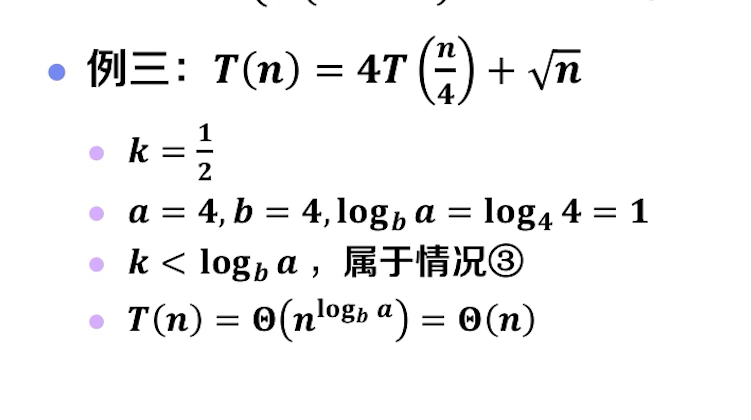 例三：T(n) = 4T(n/4) + √n
k = 1/2
a = 4, b = 4, log_b a = log_4 4 = 1
k < log_b a ，属于情况③
T(n) = Θ(n^{log_b a}) = Θ(n)